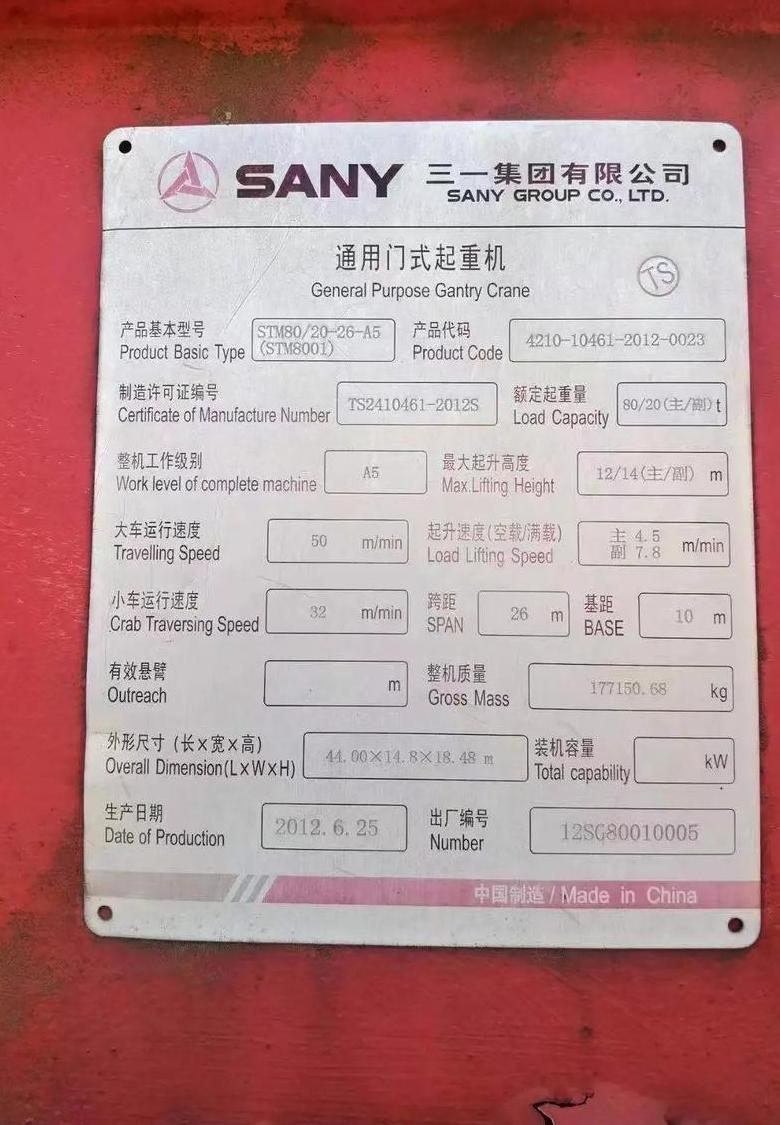 SANY 三一集团有限公司
SANY GROUP CO., LTD.
通用门式起重机
General Purpose Gantry Crane
TS
产品基本型号 STM80/20-26-A5 产品代码 4210-10461-2012-0023
Product Basic Type (STM8001) Product Code
制造许可证编号 TS2410461-2012S 额定起重量 80/20(主/副) t
Certificate of Manufacture Number Load Capacity
整机工作级别 A5 最大起升高度 12/14(主/副) m
Work level of complete machine Max.Lifting Height
大车运行速度 50 m/min 起升速度(空载/满载) 主 4.5 m/min
Travelling Speed Load Lifting Speed 副 7.8
小车运行速度 32 m/min 跨距 26 m 基距 10 m
Crab Traversing Speed SPAN BASE
有效悬臂 m 整机质量 177150.68 kg
Outreach Gross Mass
外形尺寸 (长×宽×高) 44.00×14.8×18.48 m 装机容量 kW
Overall Dimension(L×W×H) Total capability
生产日期 2012.6.25 出厂编号 12SG80010005
Date of Production Number
中国制造 / Made in China